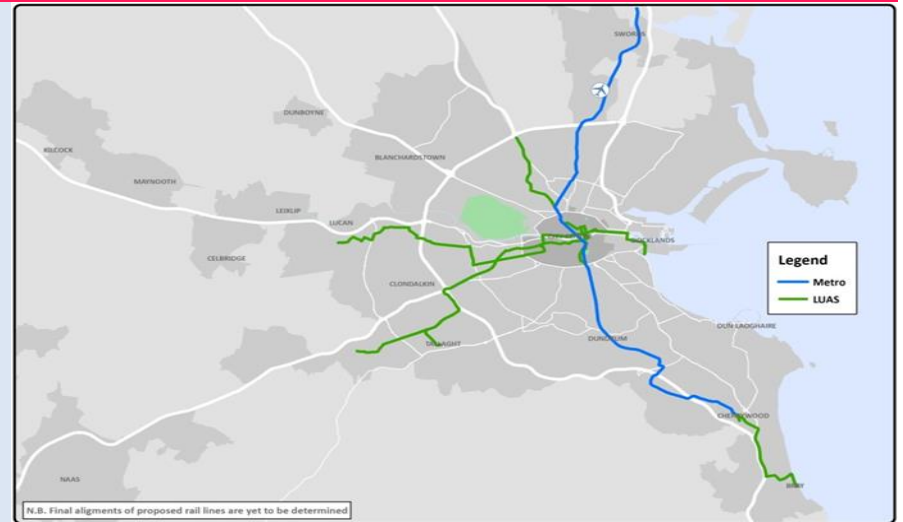 SWORDS
DUNBOYNE
KILCOCK
BLANCHARDSTOWN
MAYNOOTH
LEIXLIP
LUCAN
DOCKLANDS
CELBRIDGE
CLONDALKIN
Legend
Metro
LUAS
DUN LAOGHAIRE
DUNDRUM
TALLAGHT
CHERRYWOOD
NAAS
BRAY
N.B. Final aligments of proposed rail lines are yet to be determined